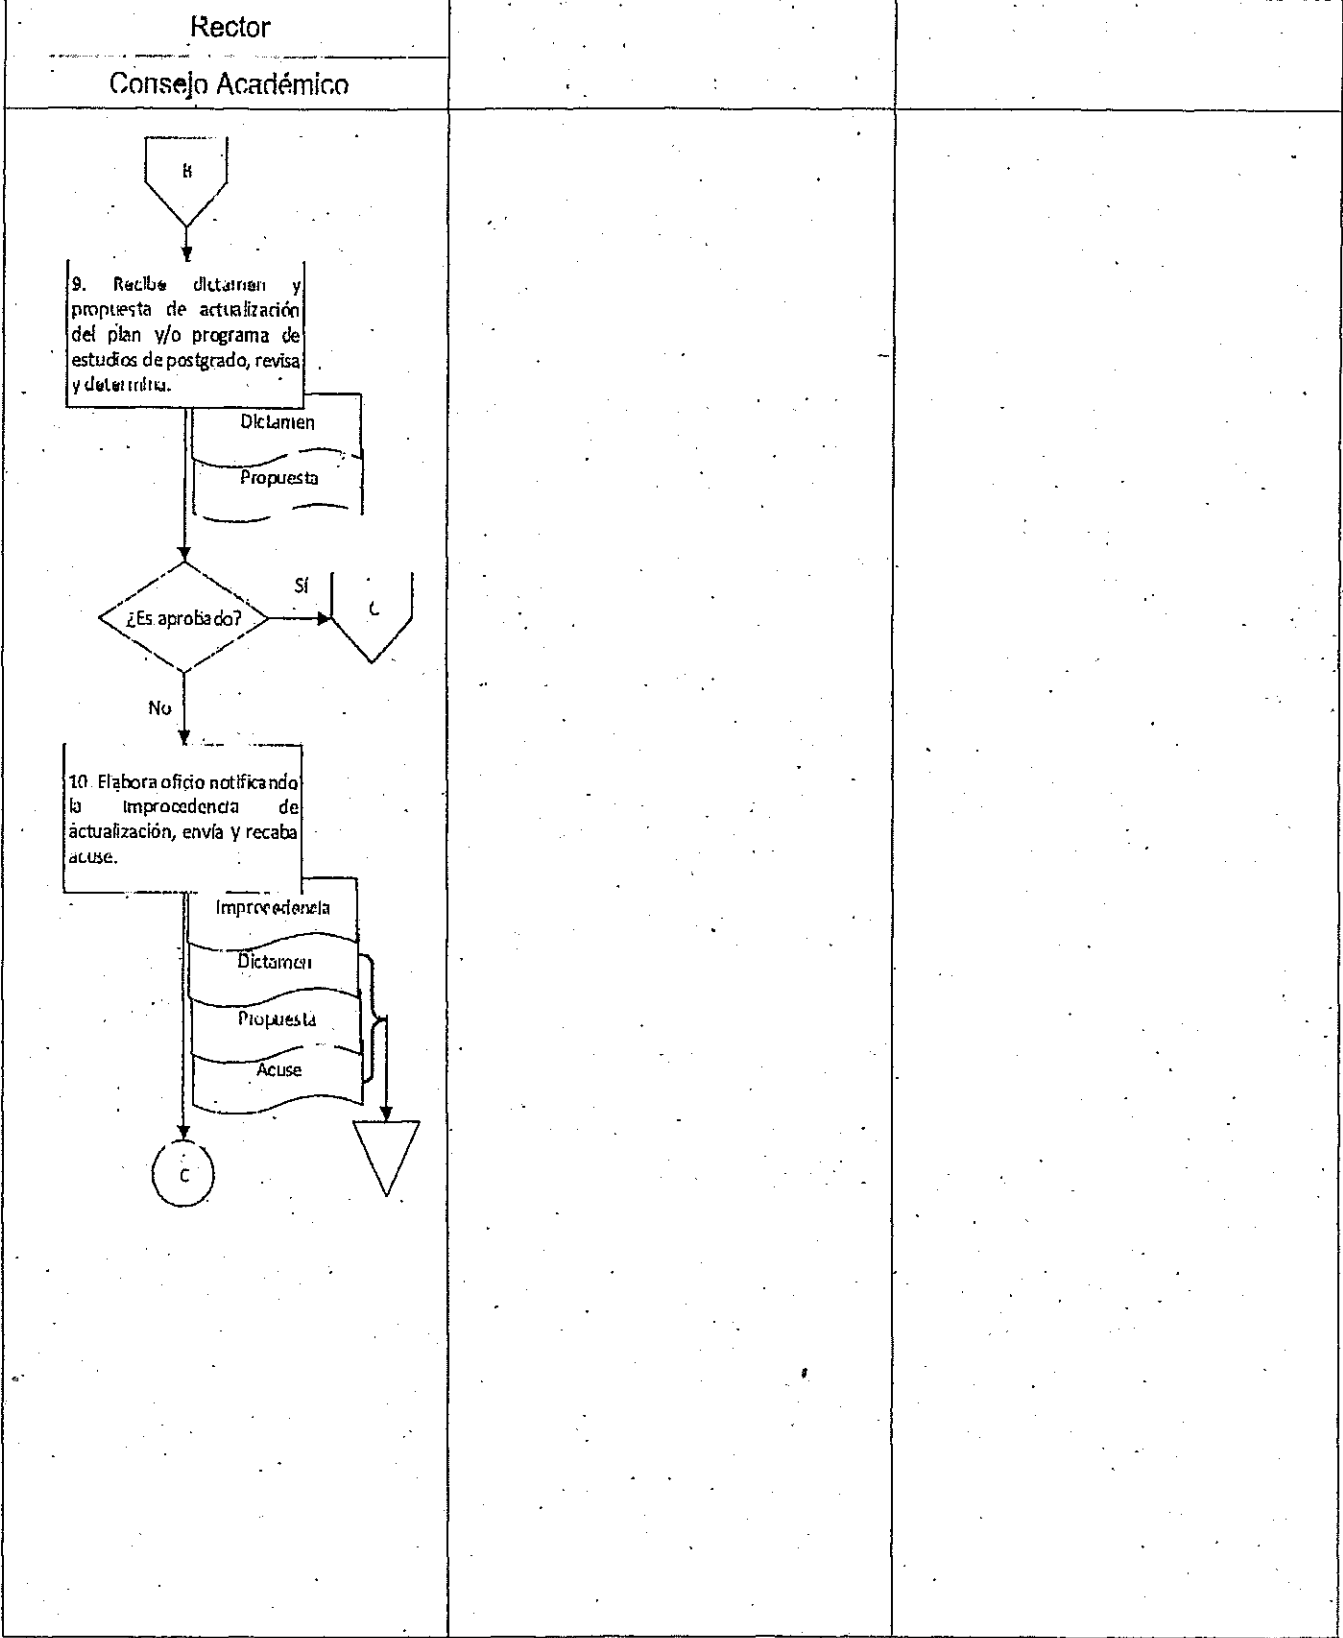 Rector
Consejo Académico
9. Recibe dictamen y
propuesta de actualización
del plan y/o programa de
estudios de postgrado, revisa
y determina.
Dictamen
Propuesta
¿Es aprobado?
Sí
No
10. Elabora oficio notificando
la improcedencia de
actualización, envía y recaba
acuse.
Improcedencia
Dictamen
Propuesta
Acuse
C